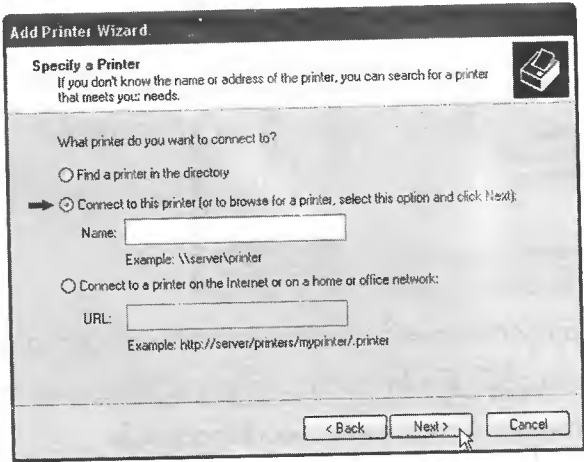 Add Printer Wizard
Specify a Printer
If you don't know the name or address of the printer, you can search for a printer
that meets your needs.
What printer do you want to connect to?
Find a printer in the directory
Connect to this printer (or to browse for a printer, select this option and click Next):
Name:
Example: \\server\printer
Connect to a printer on the Internet or on a home or office network:
URL:
Example: http://server/printers/myprinter/.printer
< Back
Next >
Cancel